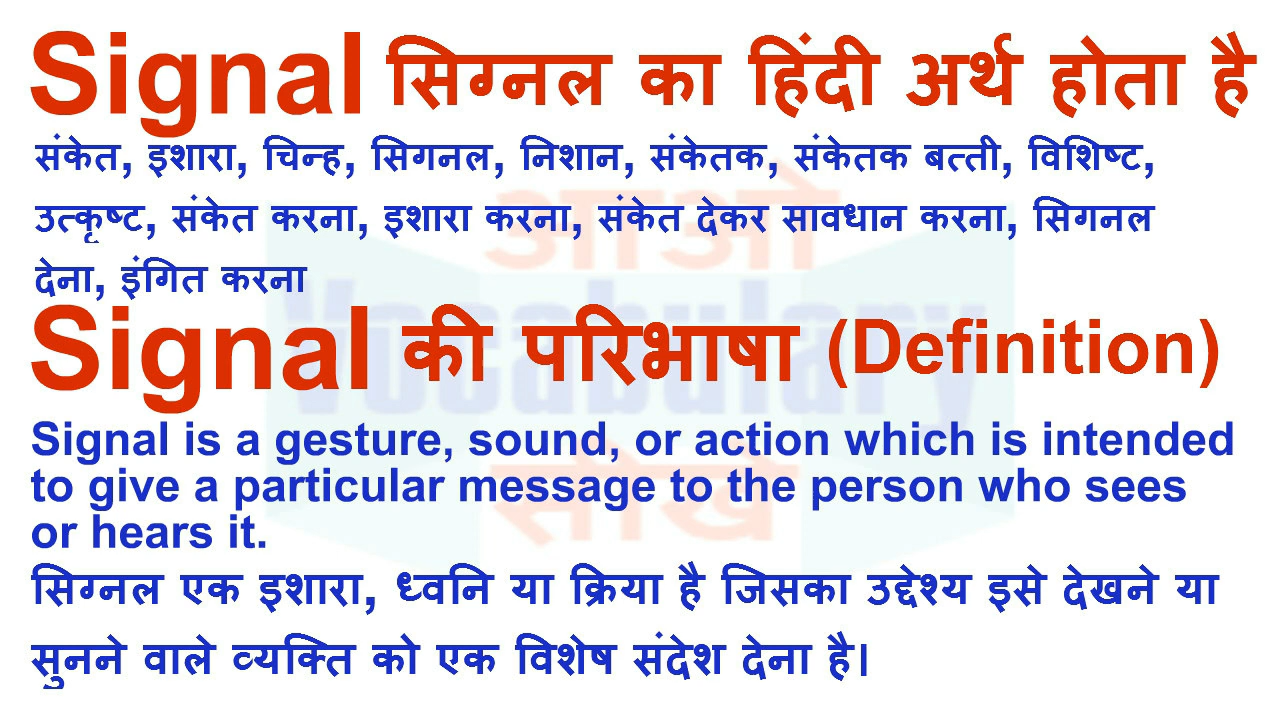 Signal सिग्नल का हिंदी अर्थ होता है
संकेत, इशारा, चिन्ह, सिगनल, निशान, संकेतक, संकेतक बत्ती, विशिष्ट,
उत्कृष्ट, संकेत करना, इशारा करना, संकेत देकर सावधान करना, सिगनल
देना, इंगित करना
Signal की परिभाषा (Definition)
Signal is a gesture, sound, or action which is intended
to give a particular message to the person who sees
or hears it.
सिग्नल एक इशारा, ध्वनि या क्रिया है जिसका उद्देश्य इसे देखने या
सुनने वाले व्यक्ति को एक विशेष संदेश देना है।
आओ
Vocabulary
सीखें